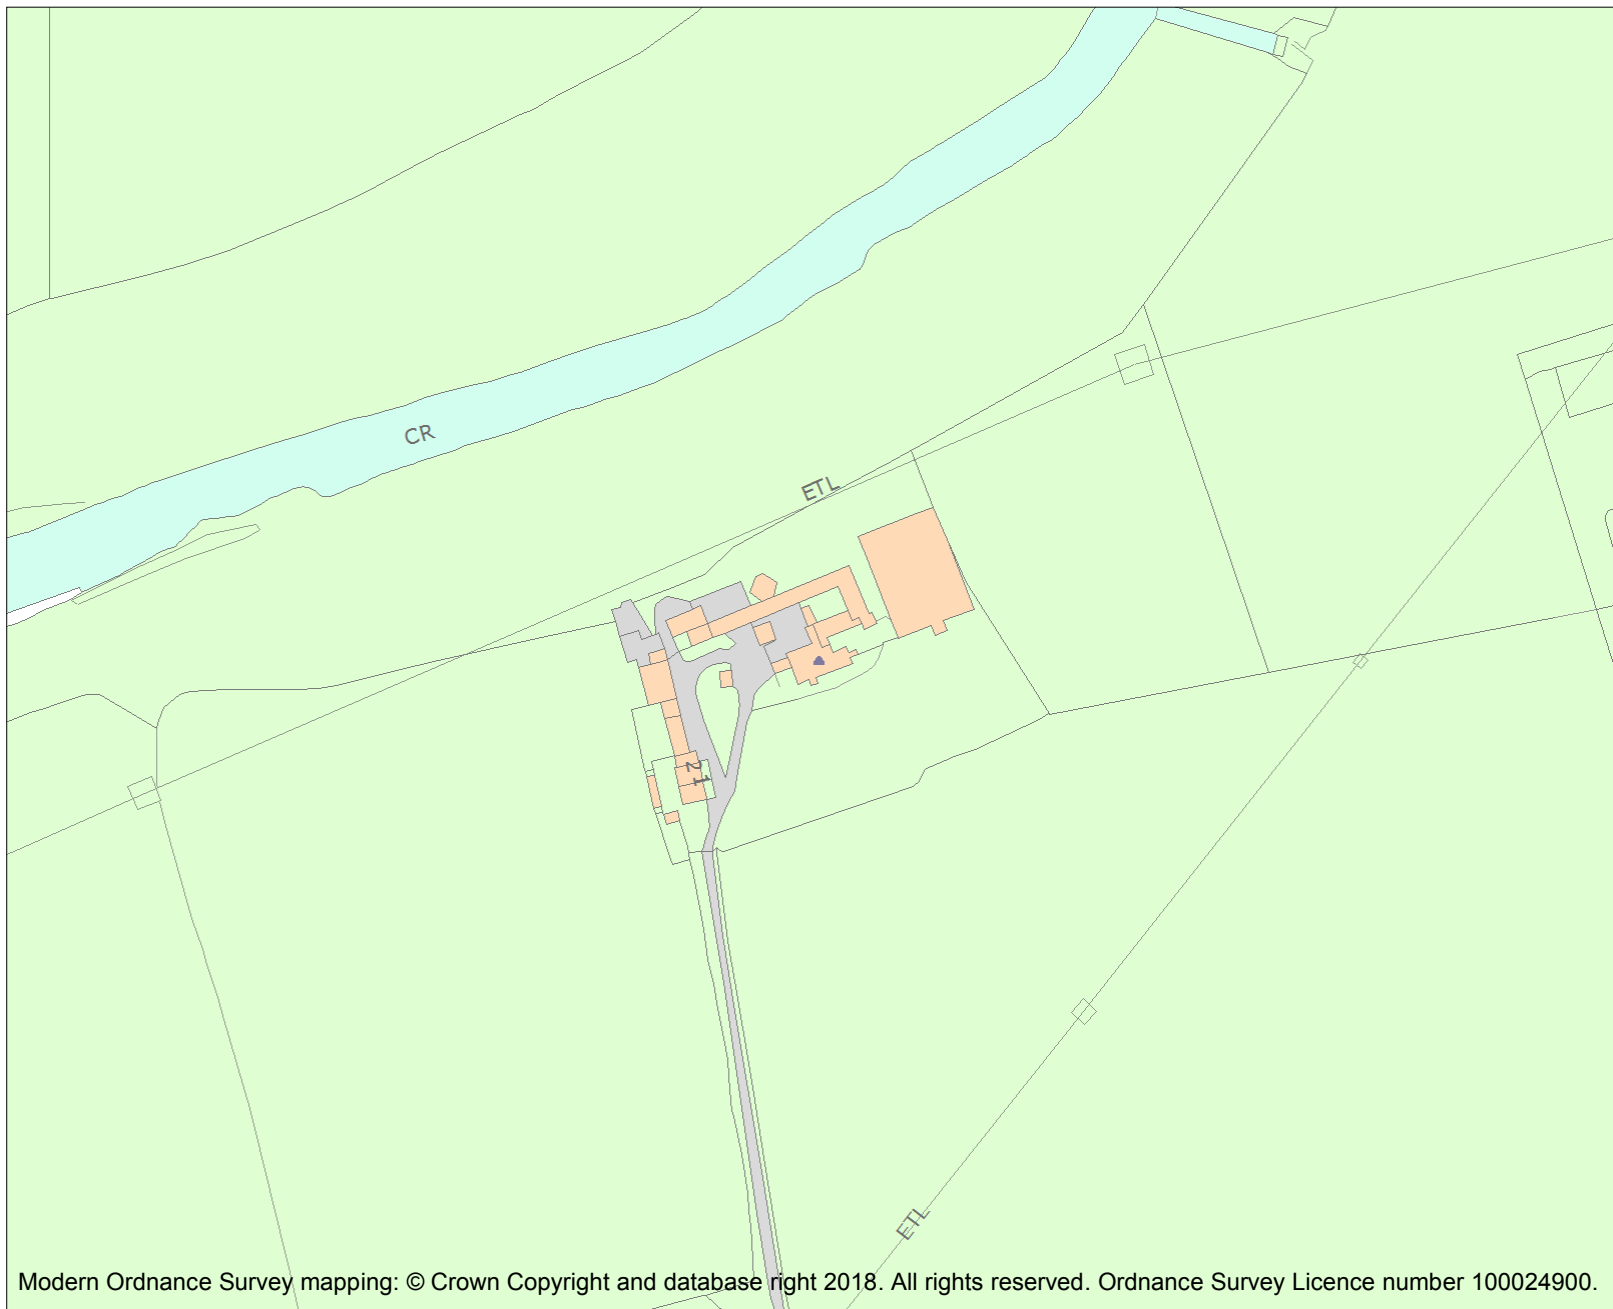 CR
ETL
21
ETL
Modern Ordnance Survey mapping: © Crown Copyright and database right 2018. All rights reserved. Ordnance Survey Licence number 100024900.